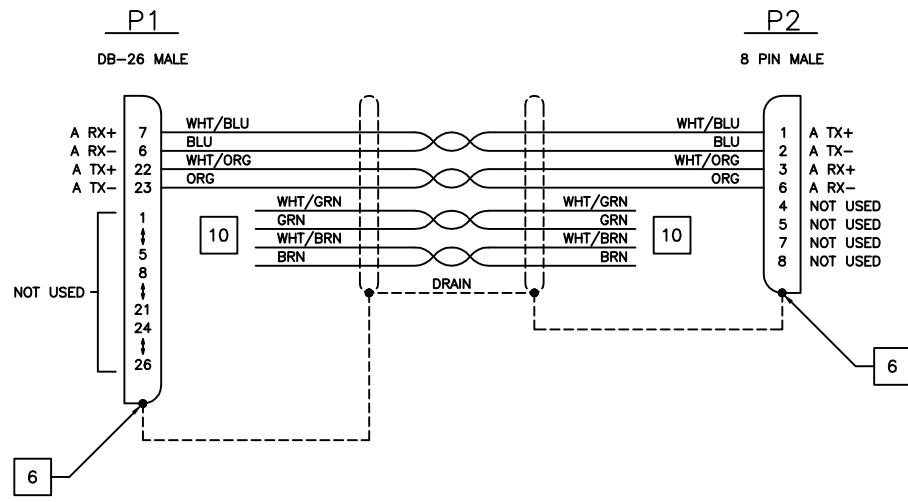 P1
DB-26 MALE
P2
8 PIN MALE
A RX+ 7 WHT/BLU WHT/BLU 1 A TX+
A RX- 6 BLU BLU 2 A TX-
A TX+ 22 WHT/ORG WHT/ORG 3 A RX+
A TX- 23 ORG ORG 6 A RX-
4 NOT USED
5 NOT USED
7 NOT USED
8 NOT USED
NOT USED
1
5
8
21
24
26
10
WHT/GRN WHT/GRN
GRN GRN
WHT/BRN WHT/BRN
BRN BRN
10
DRAIN
6
6